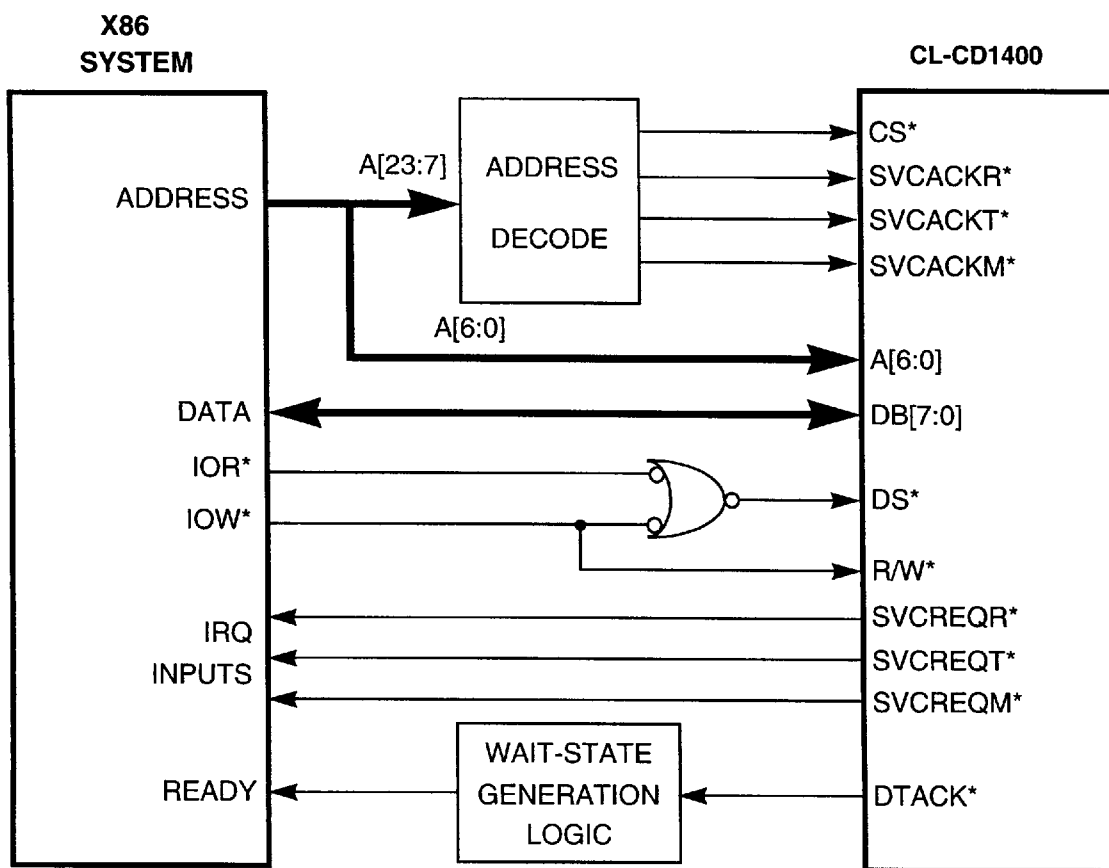 X86
SYSTEM
CL-CD1400
ADDRESS
A[23:7]
ADDRESS
DECODE
A[6:0]
CS*
SVCACKR*
SVCACKT*
SVCACKM*
A[6:0]
DATA
DB[7:0]
IOR*
IOW*
DS*
R/W*
IRQ
INPUTS
SVCREQR*
SVCREQT*
SVCREQM*
READY
WAIT-STATE
GENERATION
LOGIC
DTACK*